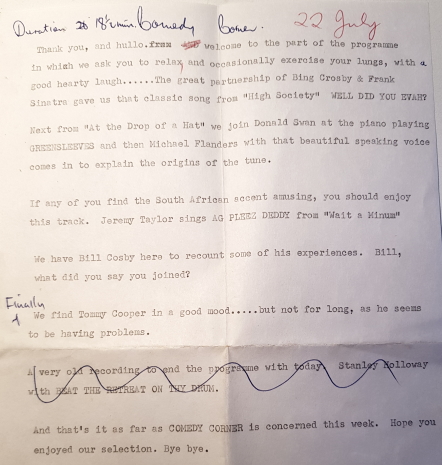 Duration 18½ min. Comedy Corner. 22 July
Thank you, and hullo. from welcome to the part of the programme
in which we ask you to relax, and occasionally exercise your lungs, with a
good hearty laugh......The great partnership of Bing Crosby & Frank
Sinatra gave us that classic song from "High Society" WELL DID YOU EVAH?
Next from "At the Drop of a Hat" we join Donald Swan at the piano playing
GREENSLEEVES and then Michael Flanders with that beautiful speaking voice
comes in to explain the origins of the tune.
If any of you find the South African accent amusing, you should enjoy
this track. Jeremy Taylor sings AG PLEEZ DEDDY from "Wait a Minum"
We have Bill Cosby here to recount some of his experiences. Bill,
what did you say you joined?
Finally
We find Tommy Cooper in a good mood.....but not for long, as he seems
to be having problems.
A very old recording to end the programme with today. Stanley Holloway
with BEAT THE RETREAT ON THY DRUM.
And that's it as far as COMEDY CORNER is concerned this week. Hope you
enjoyed our selection. Bye bye.